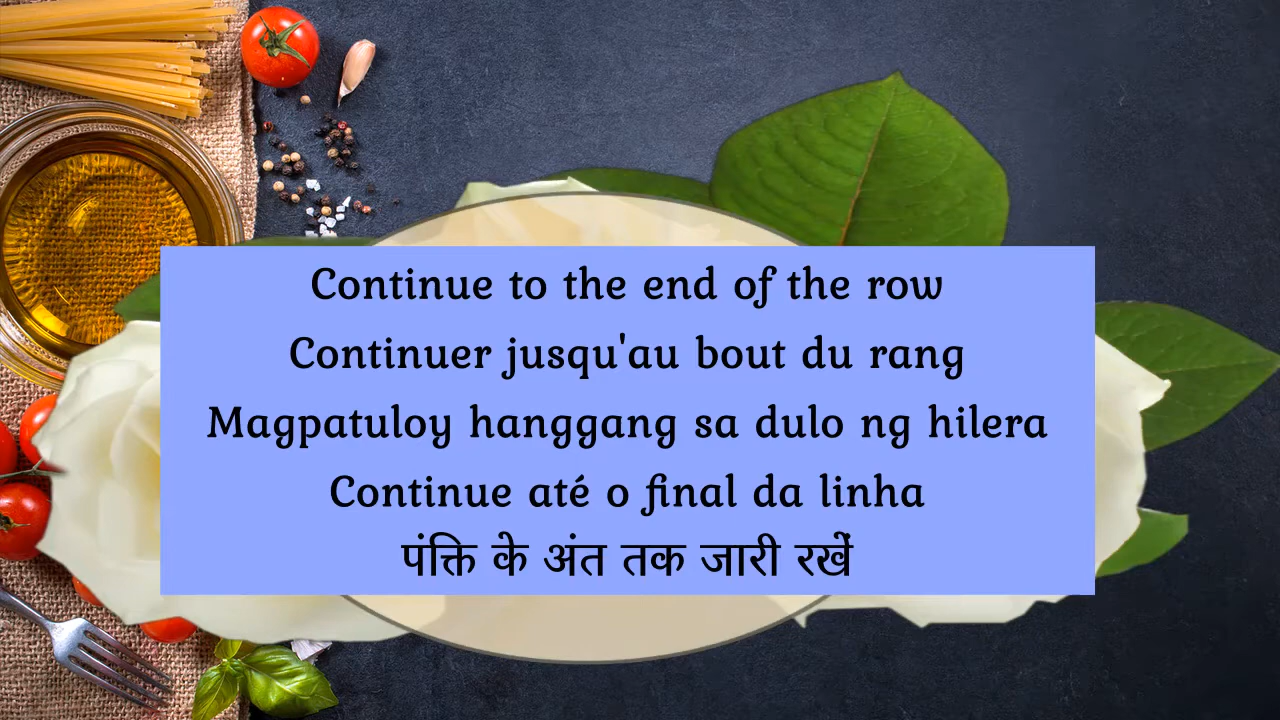 Continue to the end of the row
Continuer jusqu'au bout du rang
Magpatuloy hanggang sa dulo ng hilera
Continue até o final da linha
पंक्ति के अंत तक जारी रखें